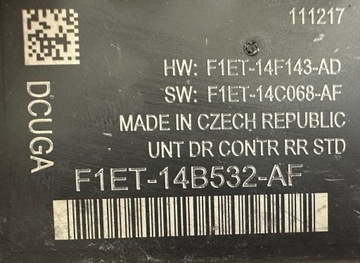 111217
HW: F1ET-14F143-AD
SW: F1ET-14C068-AF
MADE IN CZECH REPUBLIC
UNT DR CONTR RR STD
DCUGA
F1ET-14B532-AF